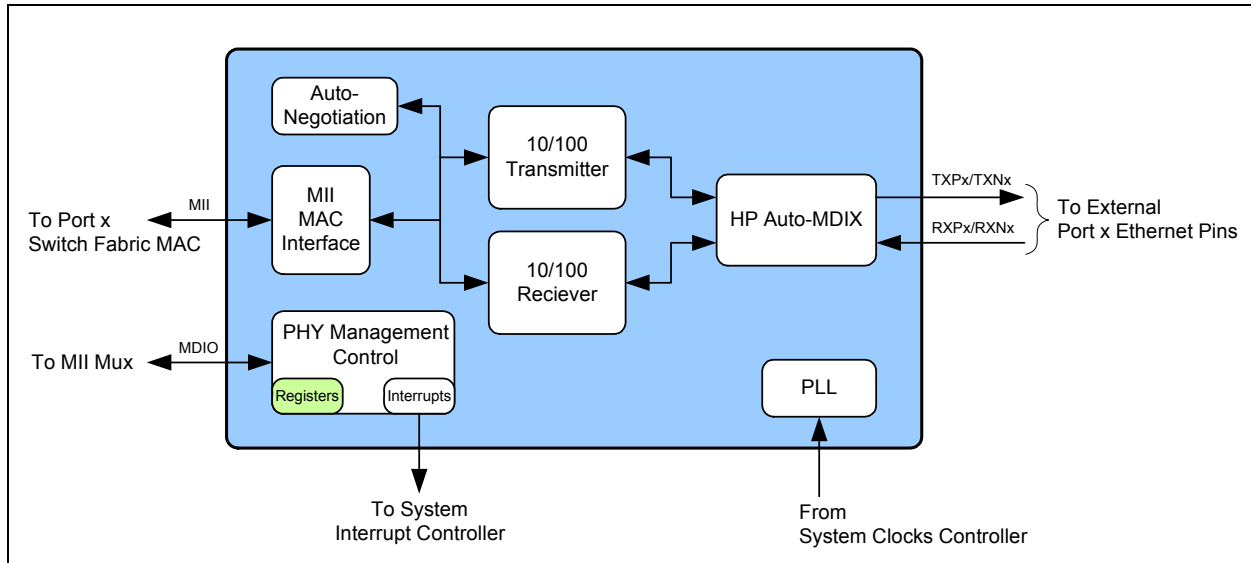 Auto-
Negotiation
10/100
Transmitter
MII
MAC
Interface
HP Auto-MDIX
TXPx/TXNx
RXPx/RXNx
To External
Port x Ethernet Pins
MII
To Port x
Switch Fabric MAC
10/100
Reciever
PHY Management
Control
Registers
Interrupts
MDIO
To MII Mux
PLL
To System
Interrupt Controller
From
System Clocks Controller